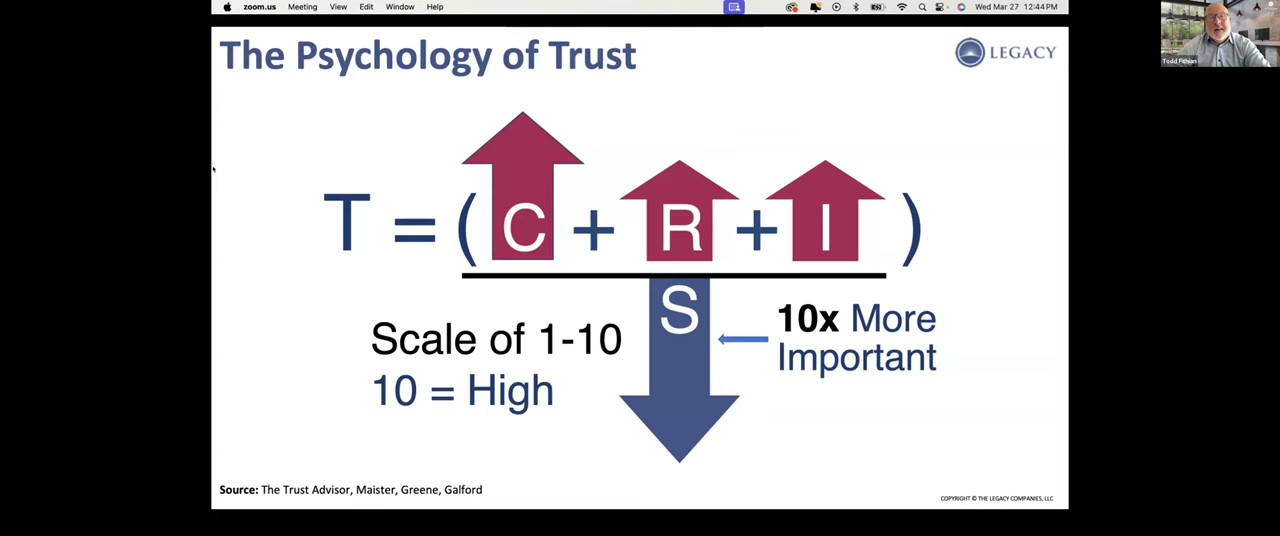 zoom.us Meeting View Edit Window Help Wed Mar 27 12:44 PM
The Psychology of Trust
LEGACY
Todd Fithian
T = ( C + R + I )
S
Scale of 1-10
10 = High
10x More
Important
Source: The Trust Advisor, Maister, Greene, Galford
COPYRIGHT © THE LEGACY COMPANIES, LLC